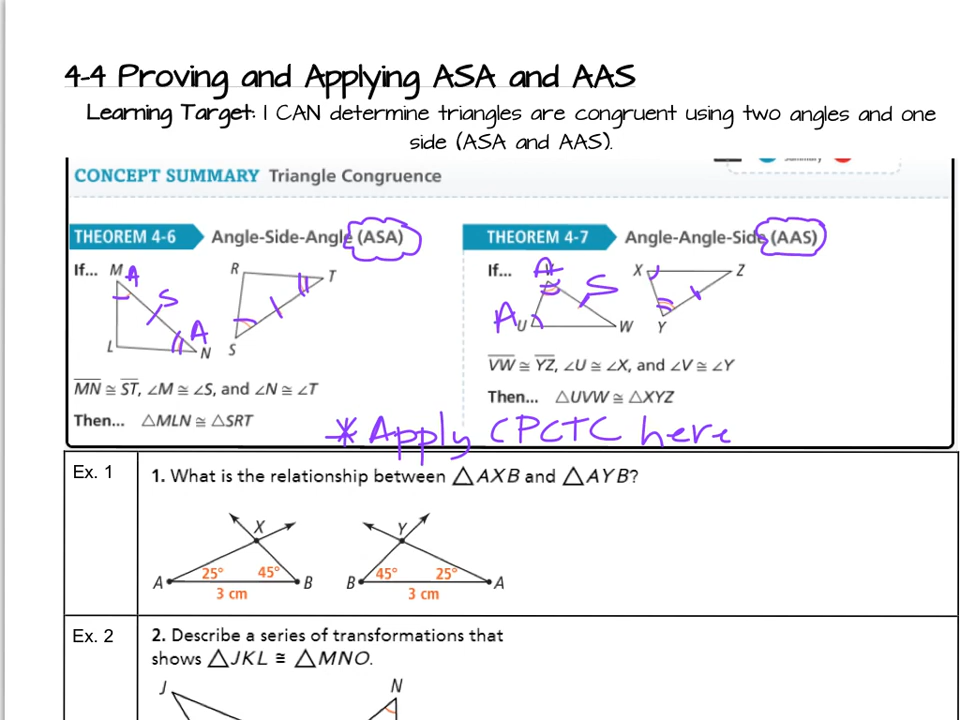 4-4 Proving and Applying ASA and AAS
Learning Target: I CAN determine triangles are congruent using two angles and one
side (ASA and AAS).
CONCEPT SUMMARY Triangle Congruence
THEOREM 4-6 Angle-Side-Angle (ASA)
THEOREM 4-7 Angle-Angle-Side (AAS)
If... M A
S
A
L N
R T
S
If... A
S
A U W
X Z
Y
MN ≅ ST, ∠M ≅ ∠S, and ∠N ≅ ∠T
Then... △MLN ≅ △SRT
VW ≅ YZ, ∠U ≅ ∠X, and ∠V ≅ ∠Y
Then... △UVW ≅ △XYZ
* Apply CPCTC here
Ex. 1
1. What is the relationship between △AXB and △AYB?
X Y
A 25° 45° B B 45° 25° A
3 cm 3 cm
Ex. 2
2. Describe a series of transformations that
shows △JKL ≅ △MNO.
J N